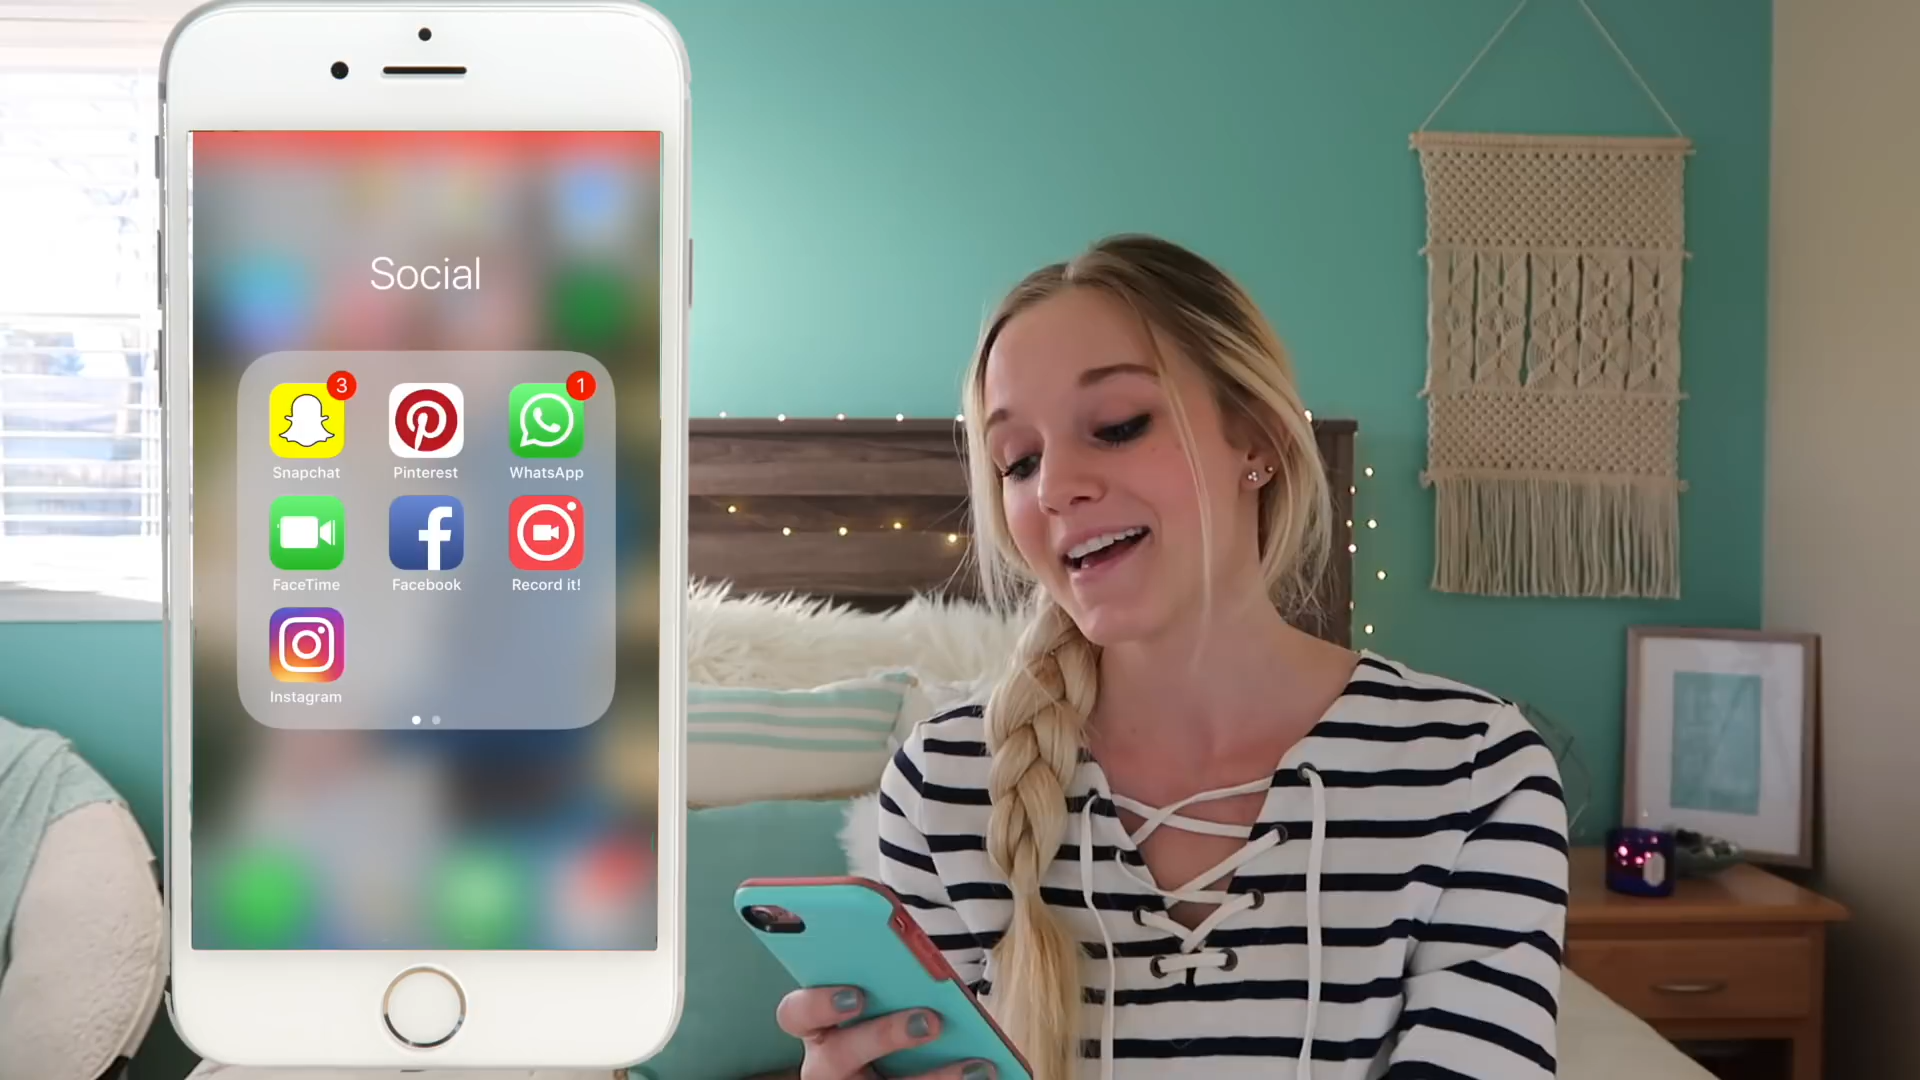 Social
3
1
Snapchat
Pinterest
WhatsApp
FaceTime
Facebook
Record it!
Instagram